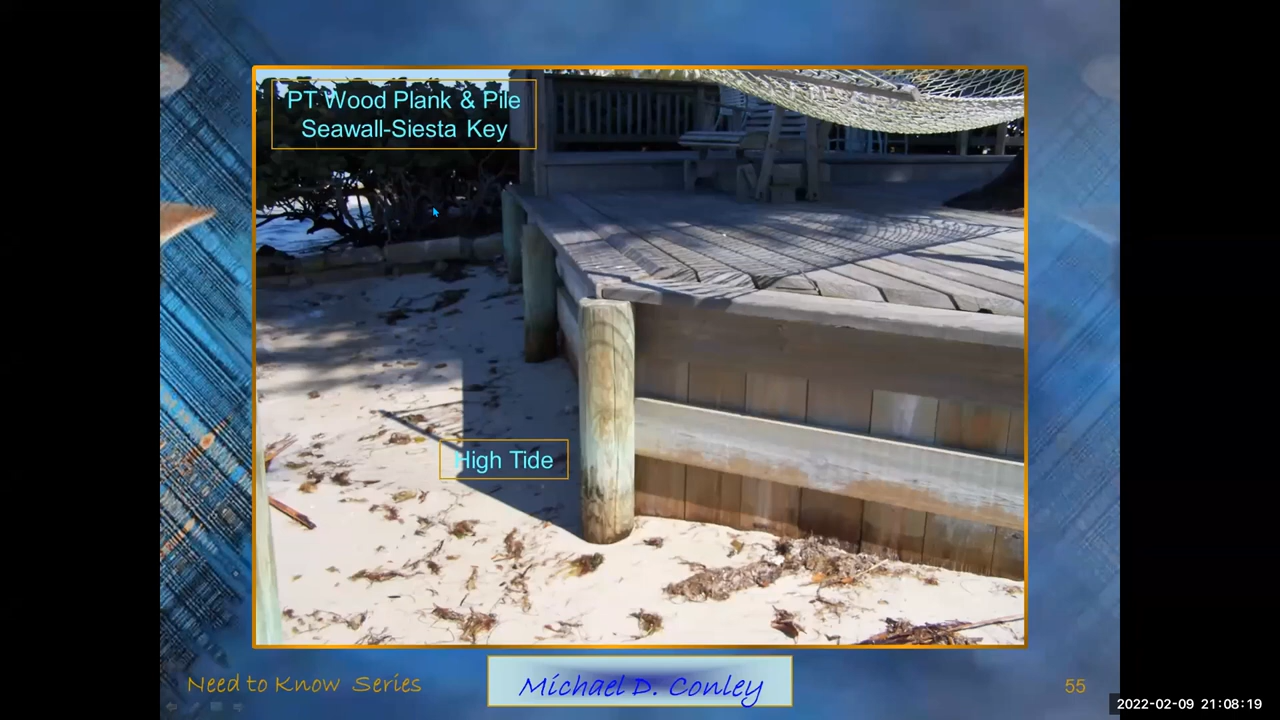 PT Wood Plank & Pile
Seawall-Siesta Key
High Tide
Need to Know Series
Michael D. Conley
55
2022-02-09 21:08:19